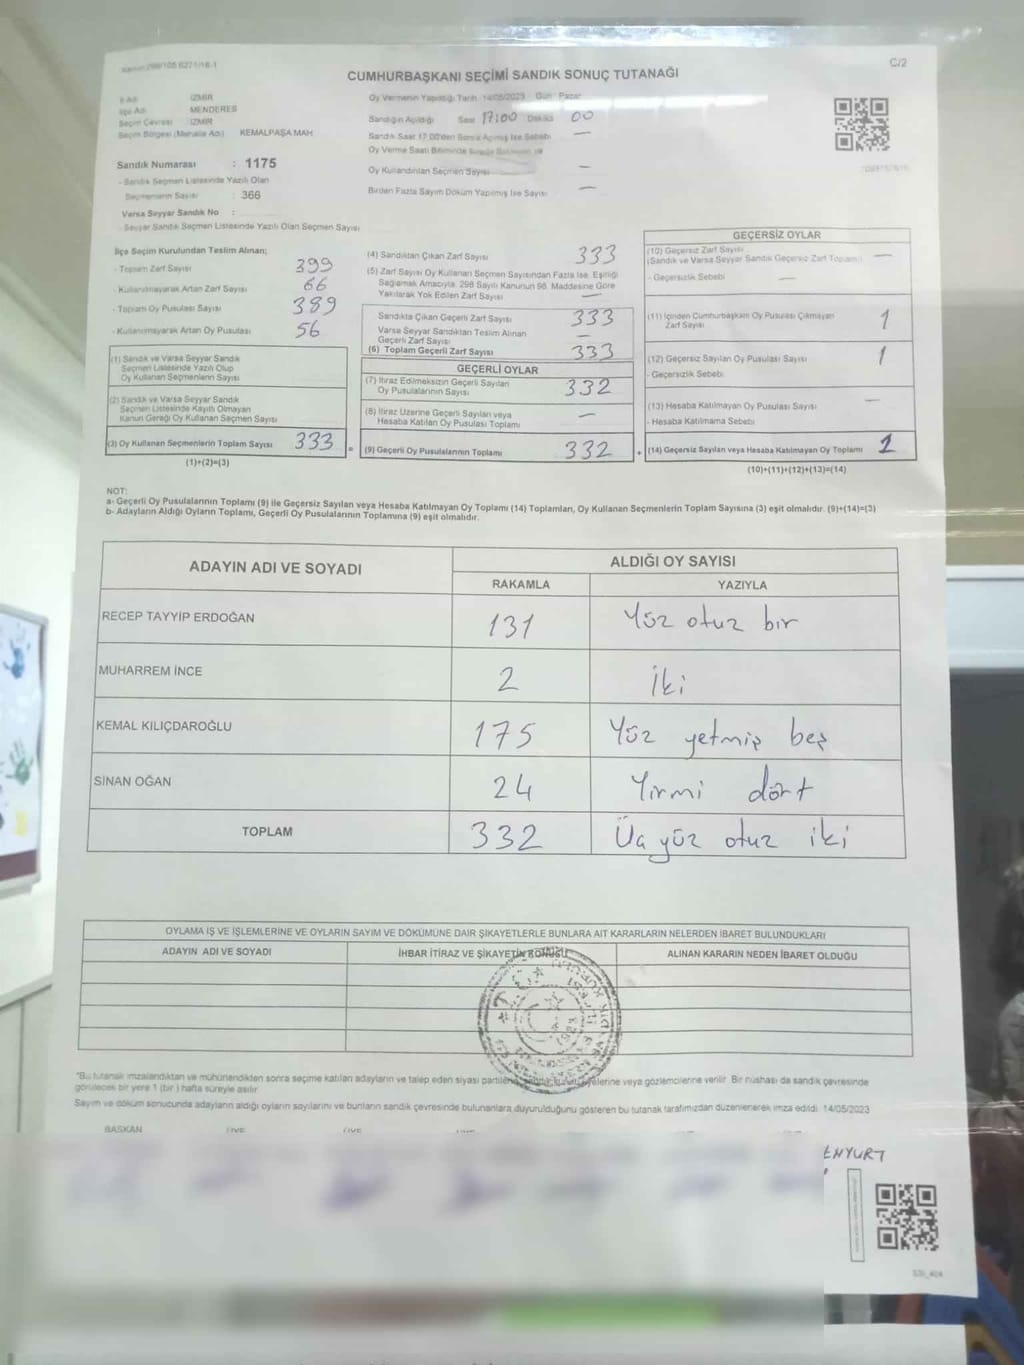 C/2
CUMHURBAŞKANI SEÇİMİ SANDIK SONUÇ TUTANAĞI
İli Adı İZMİR
İlçe Adı MENDERES
Seçim Çevresi İZMİR
Seçim Bölgesi (Mahalle Adı) KEMALPAŞA MAH
Sandık Numarası : 1175
- Sandık Seçmen Listesinde Yazılı Olan
Seçmenlerin Sayısı : 366
Varsa Seyyar Sandık No :
- Seyyar Sandık Seçmen Listesinde Yazılı Olan Seçmen Sayısı
Oy Vermenin Yapıldığı Tarih 14/05/2023 Gün Pazar
Sandığın Açıldığı Saat 17:00 Dakika 00
Sandık Saat 17.00'den Sonra Açılmış İse Sebebi —
Oy Verme Saati Bitiminde
Oy Kullandırılan Seçmen Sayısı —
Birden Fazla Sayım Döküm Yapılmış İse Sayısı —
İlçe Seçim Kurulundan Teslim Alınan;
- Toplam Zarf Sayısı 399
- Kullanılmayarak Artan Zarf Sayısı 66
- Toplam Oy Pusulası Sayısı 389
- Kullanılmayarak Artan Oy Pusulası 56
(1) Sandık ve Varsa Seyyar Sandık
Seçmen Listesinde Yazılı Olup
Oy Kullanan Seçmenlerin Sayısı
(2) Sandık ve Varsa Seyyar Sandık
Seçmen Listesinde Kayıtlı Olmayan
Kanun Gereği Oy Kullanan Seçmen Sayısı
(3) Oy Kullanan Seçmenlerin Toplam Sayısı 333
(1)+(2)=(3)
(4) Sandıktan Çıkan Zarf Sayısı 333
(5) Zarf Sayısı Oy Kullanan Seçmen Sayısından Fazla İse, Eşitliği
Sağlamak Amacıyla, 298 Sayılı Kanunun 98. Maddesine Göre
Yakılarak Yok Edilen Zarf Sayısı —
Sandıkta Çıkan Geçerli Zarf Sayısı 333
Varsa Seyyar Sandıktan Teslim Alınan
Geçerli Zarf Sayısı —
(6) Toplam Geçerli Zarf Sayısı 333
GEÇERLİ OYLAR
(7) İtiraz Edilmeksizin Geçerli Sayılan
Oy Pusulalarının Sayısı 332
(8) İtiraz Üzerine Geçerli Sayılan veya
Hesaba Katılan Oy Pusulası Toplamı —
= (9) Geçerli Oy Pusulalarının Toplamı 332
GEÇERSİZ OYLAR
(10) Geçersiz Zarf Sayısı
(Sandık ve Varsa Seyyar Sandık Geçersiz Zarf Toplamı) —
- Geçersizlik Sebebi —
(11) İçinden Cumhurbaşkanı Oy Pusulası Çıkmayan
Zarf Sayısı 1
(12) Geçersiz Sayılan Oy Pusulası Sayısı 1
- Geçersizlik Sebebi
(13) Hesaba Katılmayan Oy Pusulası Sayısı —
- Hesaba Katılmama Sebebi
+ (14) Geçersiz Sayılan veya Hesaba Katılmayan Oy Toplamı 1
(10)+(11)+(12)+(13)=(14)
NOT:
a- Geçerli Oy Pusulalarının Toplamı (9) ile Geçersiz Sayılan veya Hesaba Katılmayan Oy Toplamı (14) Toplamları, Oy Kullanan Seçmenlerin Toplam Sayısına (3) eşit olmalıdır. (9)+(14)=(3)
b- Adayların Aldığı Oyların Toplamı, Geçerli Oy Pusulalarının Toplamına (9) eşit olmalıdır.
ADAYIN ADI VE SOYADI ALDIĞI OY SAYISI
RAKAMLA YAZIYLA
RECEP TAYYİP ERDOĞAN 131 Yüz otuz bir
MUHARREM İNCE 2 İki
KEMAL KILIÇDAROĞLU 175 Yüz yetmiş beş
SİNAN OĞAN 24 Yirmi dört
TOPLAM 332 Üç yüz otuz iki
OYLAMA İŞ VE İŞLEMLERİNE VE OYLARIN SAYIM VE DÖKÜMÜNE DAİR ŞİKAYETLERLE BUNLARA AİT KARARLARIN NELERDEN İBARET BULUNDUKLARI
ADAYIN ADI VE SOYADI İHBAR İTİRAZ VE ŞİKAYETİN KONUSU ALINAN KARARIN NEDEN İBARET OLDUĞU
*Bu tutanak imzalandıktan ve mühürlendikten sonra seçime katılan adayların ve talep eden siyasi partilerin veya gözlemcilerine verilir. Bir nüshası da sandık çevresinde
görülecek bir yere 1 (bir) hafta süreyle asılır.
Sayım ve döküm sonucunda adayların aldığı oyların sayılarını ve bunların sandık çevresinde bulunanlara duyurulduğunu gösteren bu tutanak tarafımızdan düzenlenerek imza edildi. 14/05/2023
BAŞKAN
ENYURT